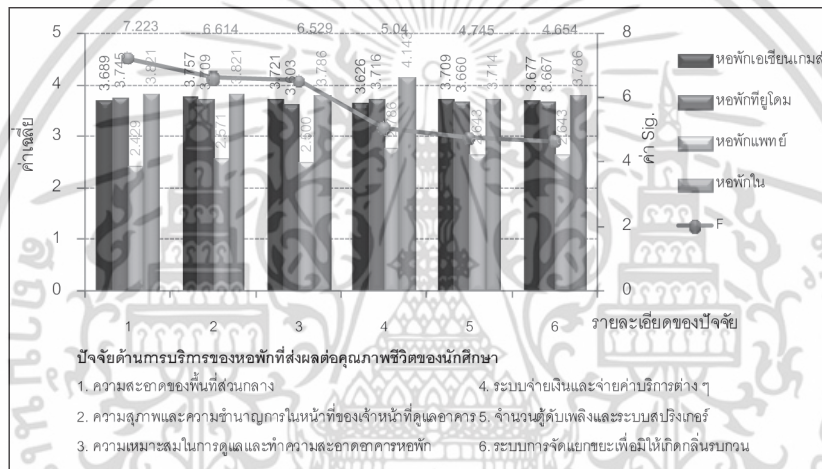 5 7.223 6.614 6.529 5.04 4.745 4.654 8
3.689 3.745 2.429 3.821 3.757 3.709 2.571 3.821 3.721 3.603 2.500 3.786 3.626 3.716 2.786 4.143 3.709 3.660 2.643 3.714 3.677 3.667 2.643 3.786
หอพักเอเชียนเกมส์
4 6
หอพักทียูโดม
3 4
หอพักแพทย์
2
หอพักใน
1 2
F
0 0
ค่าเฉลี่ย
ค่า Sig.
1 2 3 4 5 6 รายละเอียดของปัจจัย
ปัจจัยด้านการบริการของหอพักที่ส่งผลต่อคุณภาพชีวิตของนักศึกษา
1. ความสะอาดของพื้นที่ส่วนกลาง 4. ระบบจ่ายเงินและจ่ายค่าบริการต่าง ๆ
2. ความสุภาพและความชำนาญการในหน้าที่ของเจ้าหน้าที่ดูแลอาคาร 5. จำนวนตู้ดับเพลิงและระบบสปริงเกอร์
3. ความเหมาะสมในการดูแลและทำความสะอาดอาคารหอพัก 6. ระบบการจัดแยกขยะเพื่อมิให้เกิดกลิ่นรบกวน